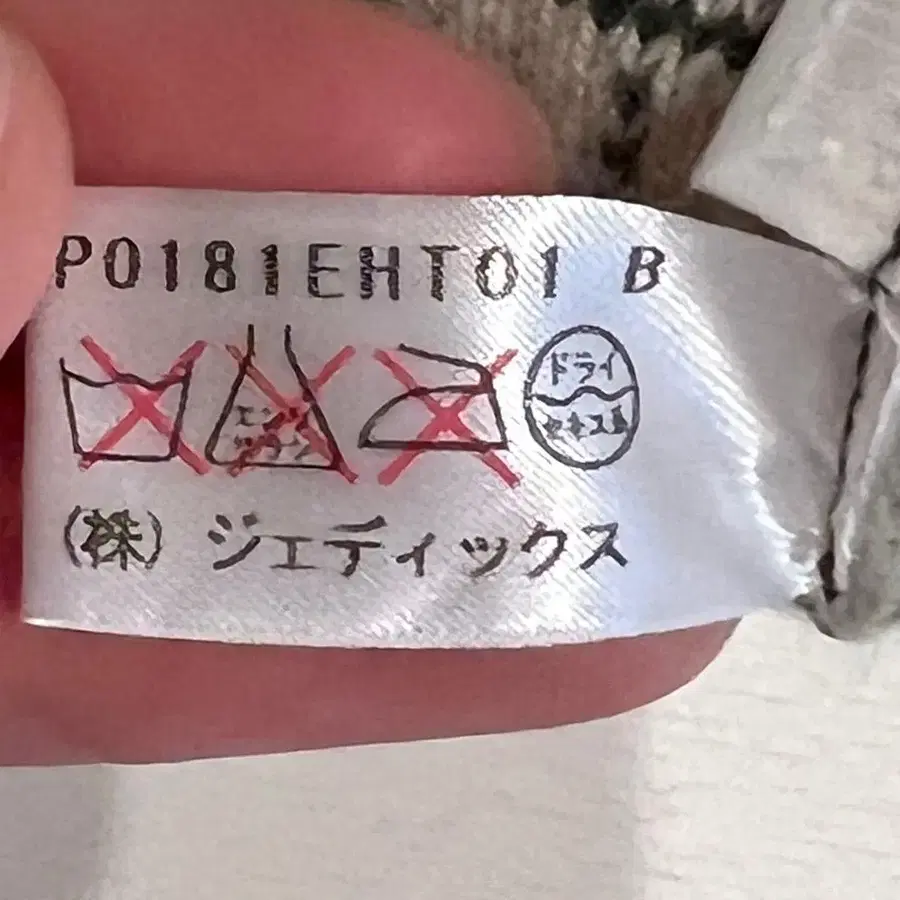 P0181EHT01 B
エンソ
サラシ
ドライ
セキユ系
(株) ジェディックス